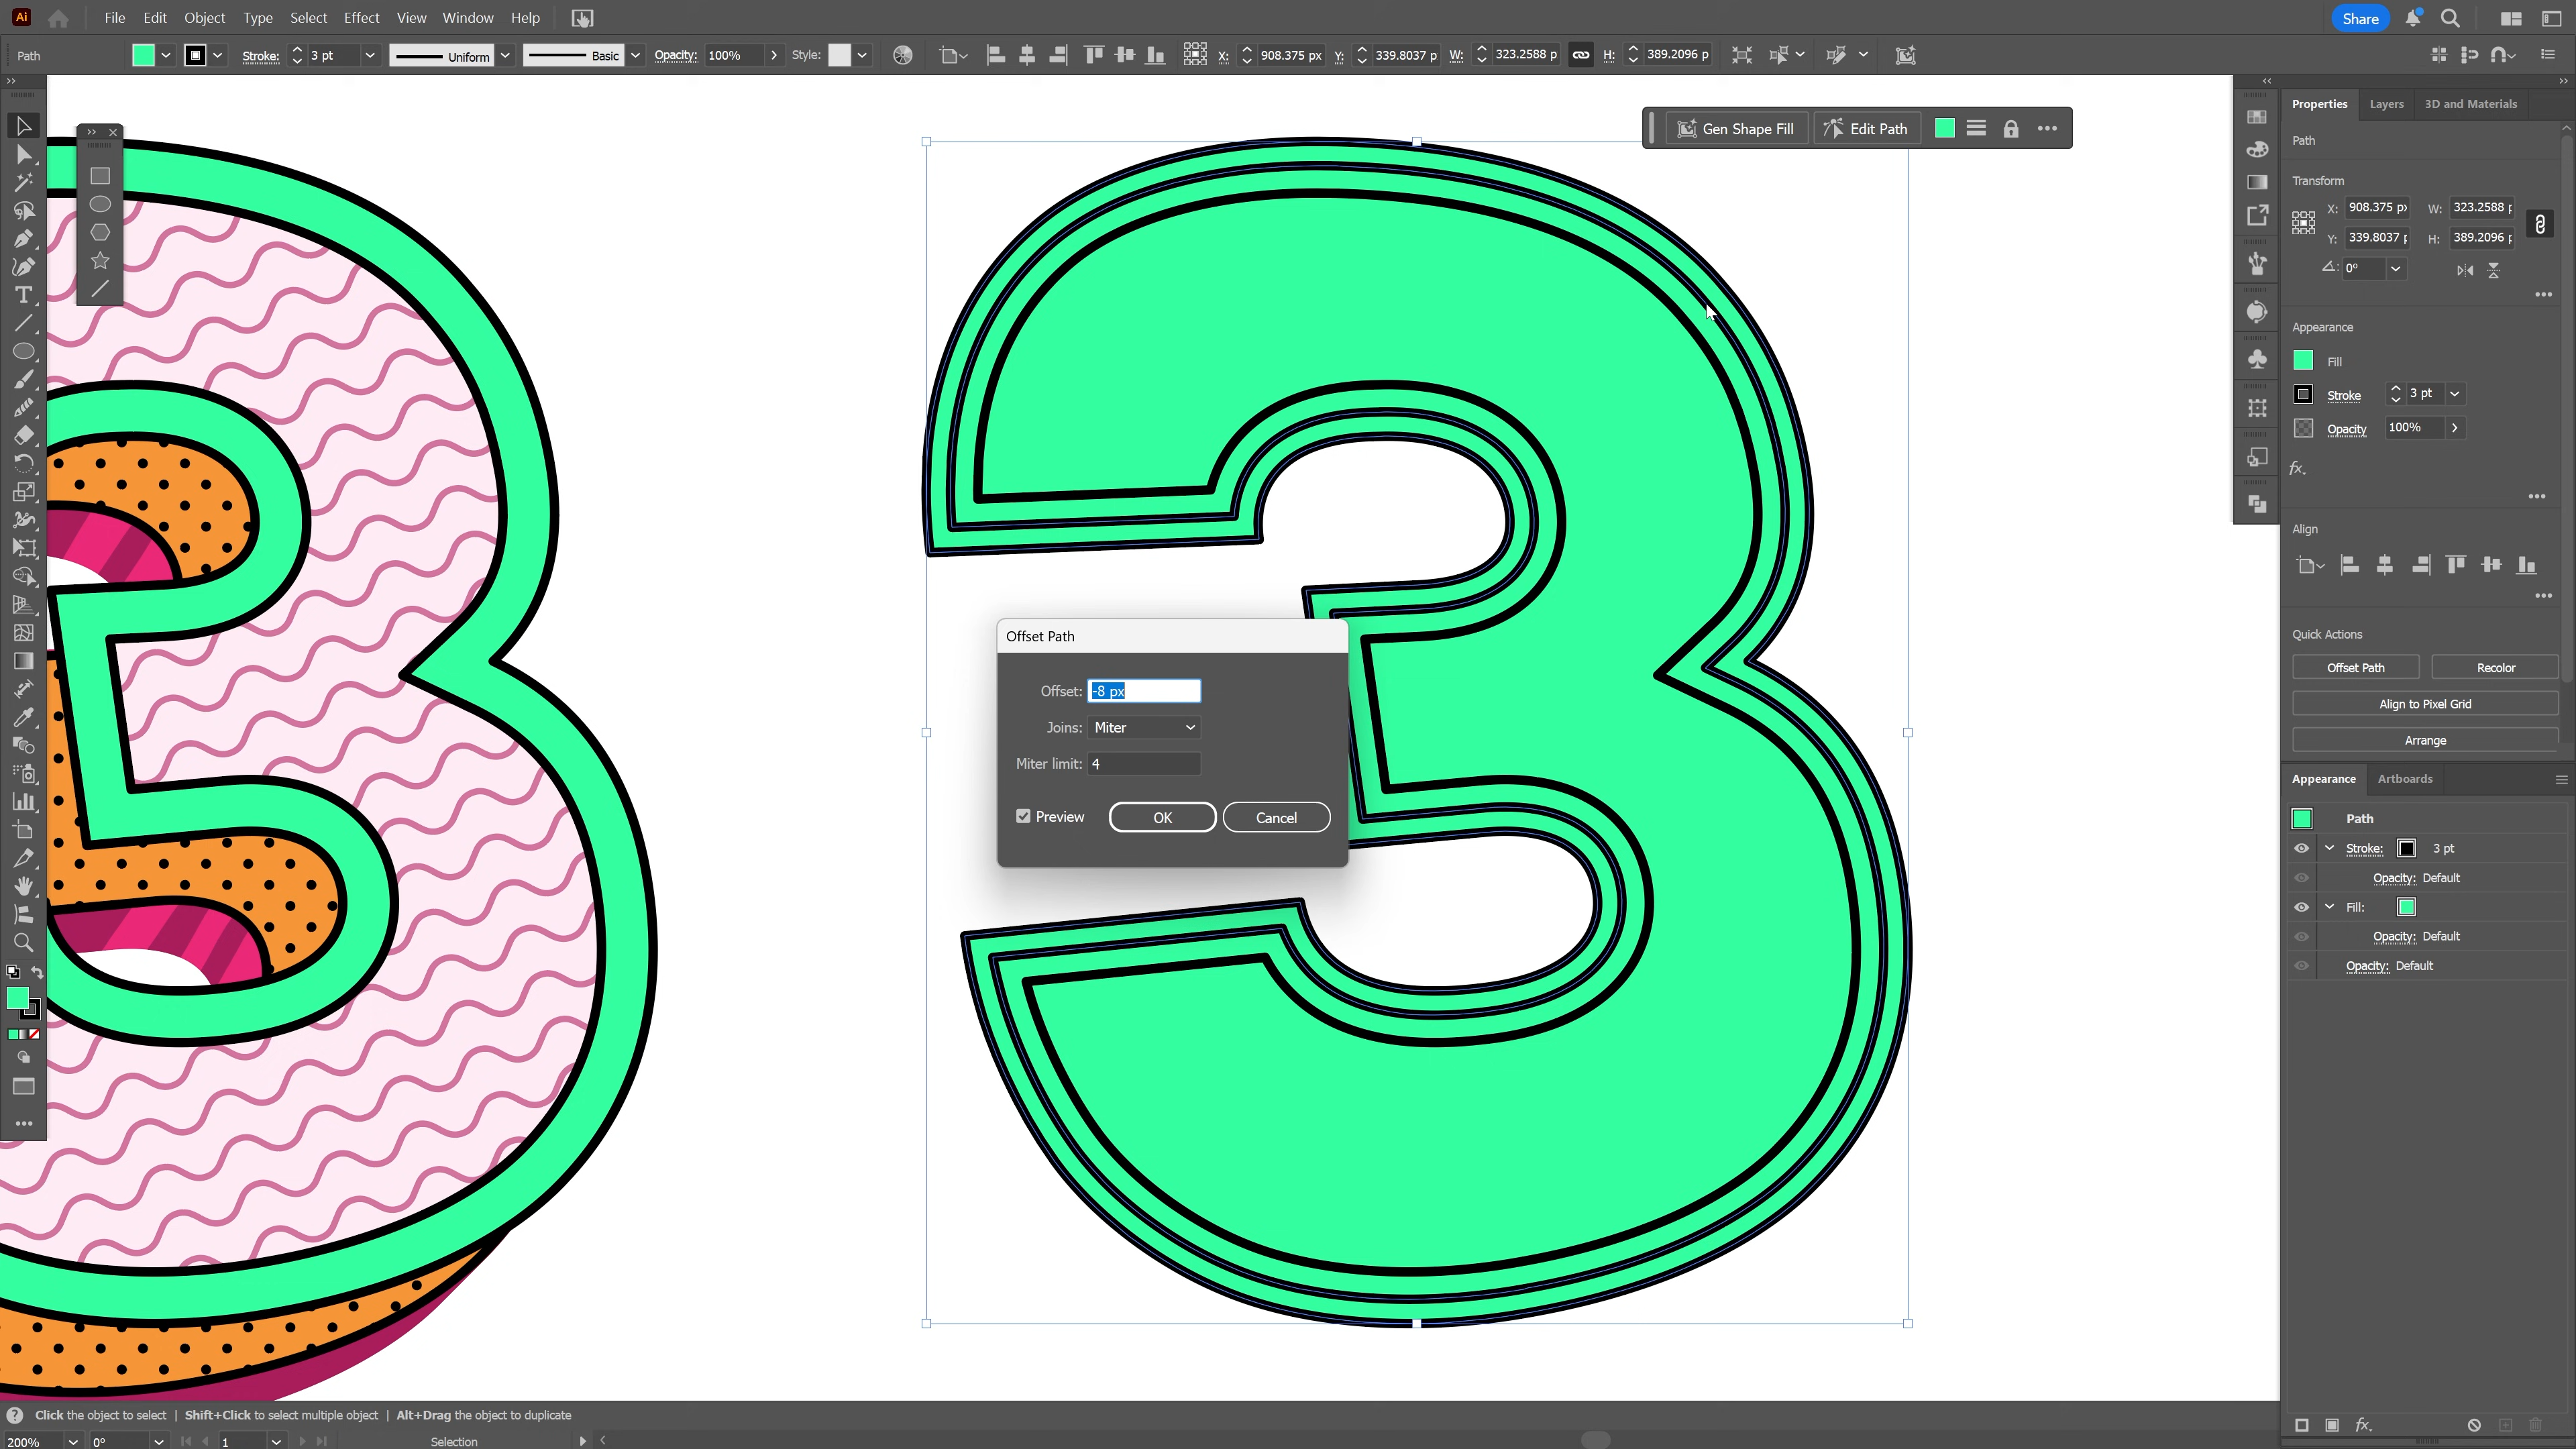 Ai File Edit Object Type Select Effect View Window Help Share
Path Stroke: 3 pt Uniform Basic Opacity: 100% Style: X: 908.375 px Y: 339.8037 p W: 323.2588 p H: 389.2096 p
Gen Shape Fill Edit Path
Properties Layers 3D and Materials
Path
Transform
X: 908.375 px W: 323.2588 p
Y: 339.8037 p H: 389.2096 p
0°
Appearance
Fill
Stroke 3 pt
Opacity 100%
fx.
Align
Quick Actions
Offset Path Recolor
Align to Pixel Grid
Arrange
Appearance Artboards
Path
Stroke: 3 pt
Opacity: Default
Fill:
Opacity: Default
Opacity: Default
fx.
3
Offset Path
Offset: -8 px
Joins: Miter
Miter limit: 4
Preview OK Cancel
Click the object to select | Shift+Click to select multiple object | Alt+Drag the object to duplicate
200% 0° 1 Selection